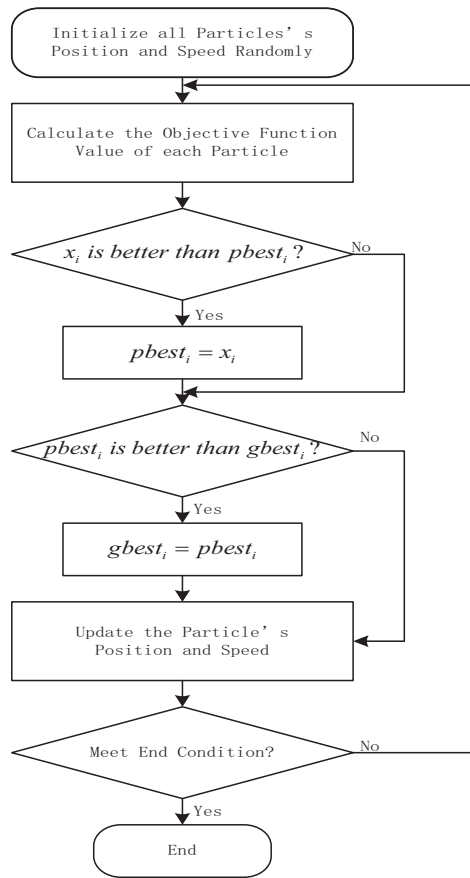 Initialize all Particles’s
Position and Speed Randomly
Calculate the Objective Function
Value of each Particle
x_i is better than pbest_i ?
No
Yes
pbest_i = x_i
pbest_i is better than gbest_i ?
No
Yes
gbest_i = pbest_i
Update the Particle’s
Position and Speed
Meet End Condition?
No
Yes
End